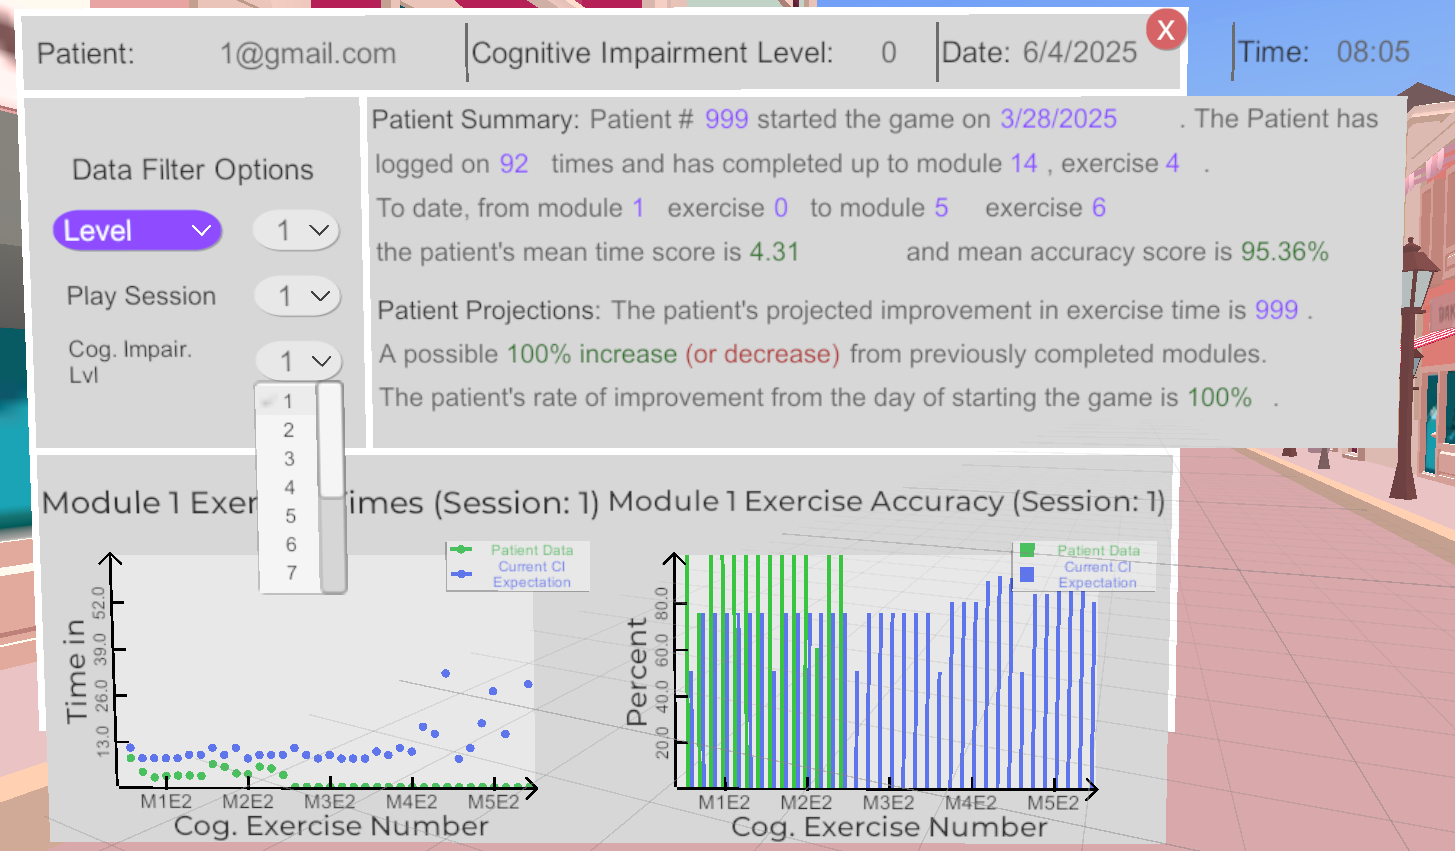 Patient: 1@gmail.com Cognitive Impairment Level: 0 Date: 6/4/2025 X Time: 08:05
Data Filter Options
Level 1
Play Session 1
Cog. Impair. Lvl 1
1
2
3
4
5
6
7
Patient Summary: Patient # 999 started the game on 3/28/2025 . The Patient has
logged on 92 times and has completed up to module 14 , exercise 4 .
To date, from module 1 exercise 0 to module 5 exercise 6
the patient's mean time score is 4.31 and mean accuracy score is 95.36%
Patient Projections: The patient's projected improvement in exercise time is 999 .
A possible 100% increase (or decrease) from previously completed modules.
The patient's rate of improvement from the day of starting the game is 100% .
Module 1 Exer imes (Session: 1)
Patient Data
Current CI
Expectation
Time in
52.0
39.0
26.0
13.0
M1E2 M2E2 M3E2 M4E2 M5E2
Cog. Exercise Number
Module 1 Exercise Accuracy (Session: 1)
Patient Data
Current CI
Expectation
Percent
80.0
60.0
40.0
20.0
M1E2 M2E2 M3E2 M4E2 M5E2
Cog. Exercise Number